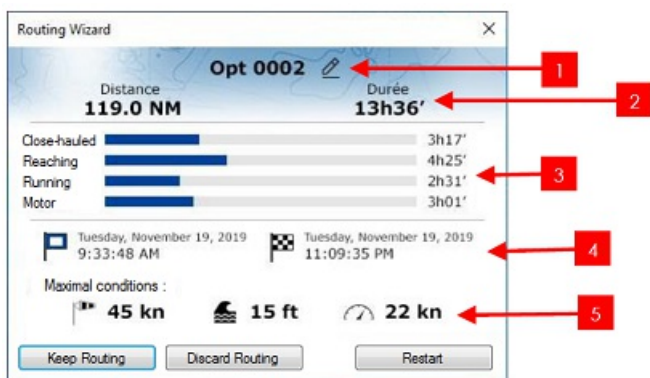 Routing Wizard
Opt 0002
1
Distance
Durée
119.0 NM
13h36’
2
Close-hauled 3h17’
Reaching 4h25’
Running 2h31’
Motor 3h01’
3
Tuesday, November 19, 2019
9:33:48 AM
Tuesday, November 19, 2019
11:09:35 PM
4
Maximal conditions :
45 kn
15 ft
22 kn
5
Keep Routing
Discard Routing
Restart